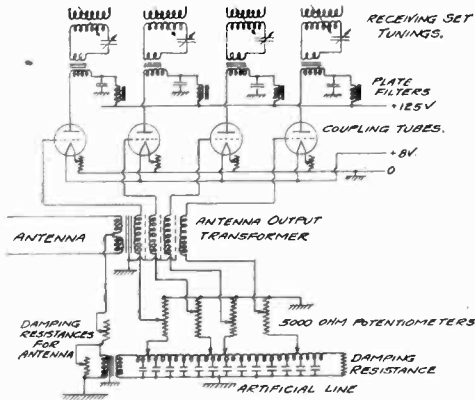 RECEIVING SET
TUNINGS.
PLATE
FILTERS
+125V
COUPLING TUBES.
+8V.
0
ANTENNA
ANTENNA OUTPUT
TRANSFORMER
DAMPING
RESISTANCES
FOR
ANTENNA
5000 OHM POTENTIOMETERS
DAMPING
RESISTANCE
ARTIFICIAL LINE